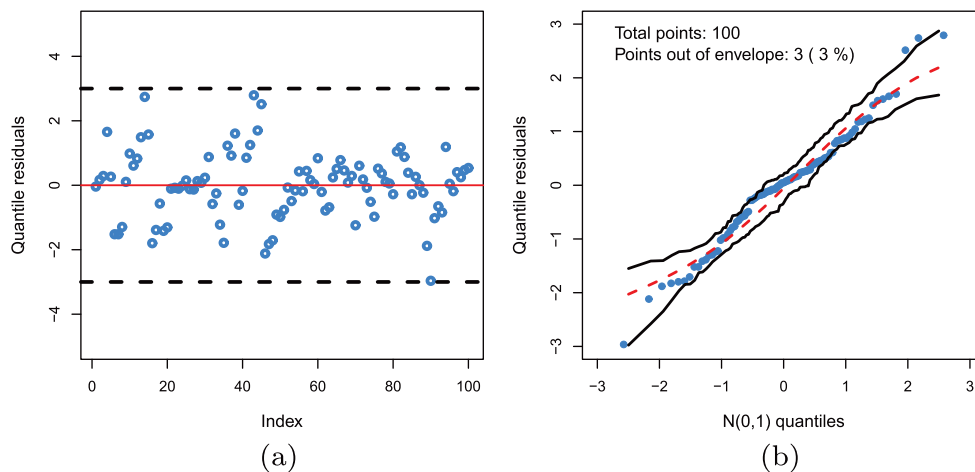 Quantile residuals
4
2
0
−2
−4
0 20 40 60 80 100
Index
(a)
Total points: 100
Points out of envelope: 3 ( 3 %)
Quantile residuals
3
2
1
0
−1
−2
−3
−3 −2 −1 0 1 2 3
N(0,1) quantiles
(b)